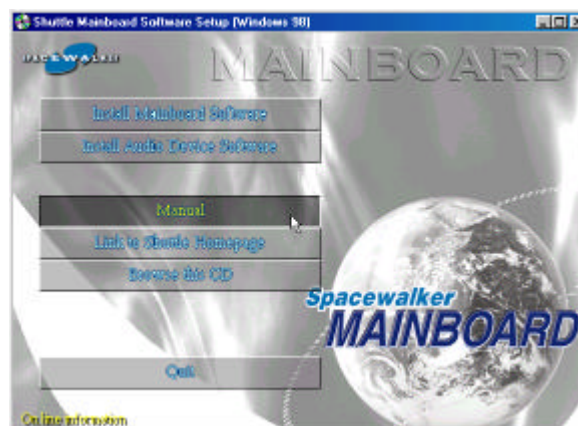 Shuttle Mainboard Software Setup (Windows 98)
SPACEWALKER
MAINBOARD
Install Mainboard Software
Install Audio Device Software
Manual
Link to Shuttle Homepage
Browse this CD
Spacewalker
MAINBOARD
Quit
On line information